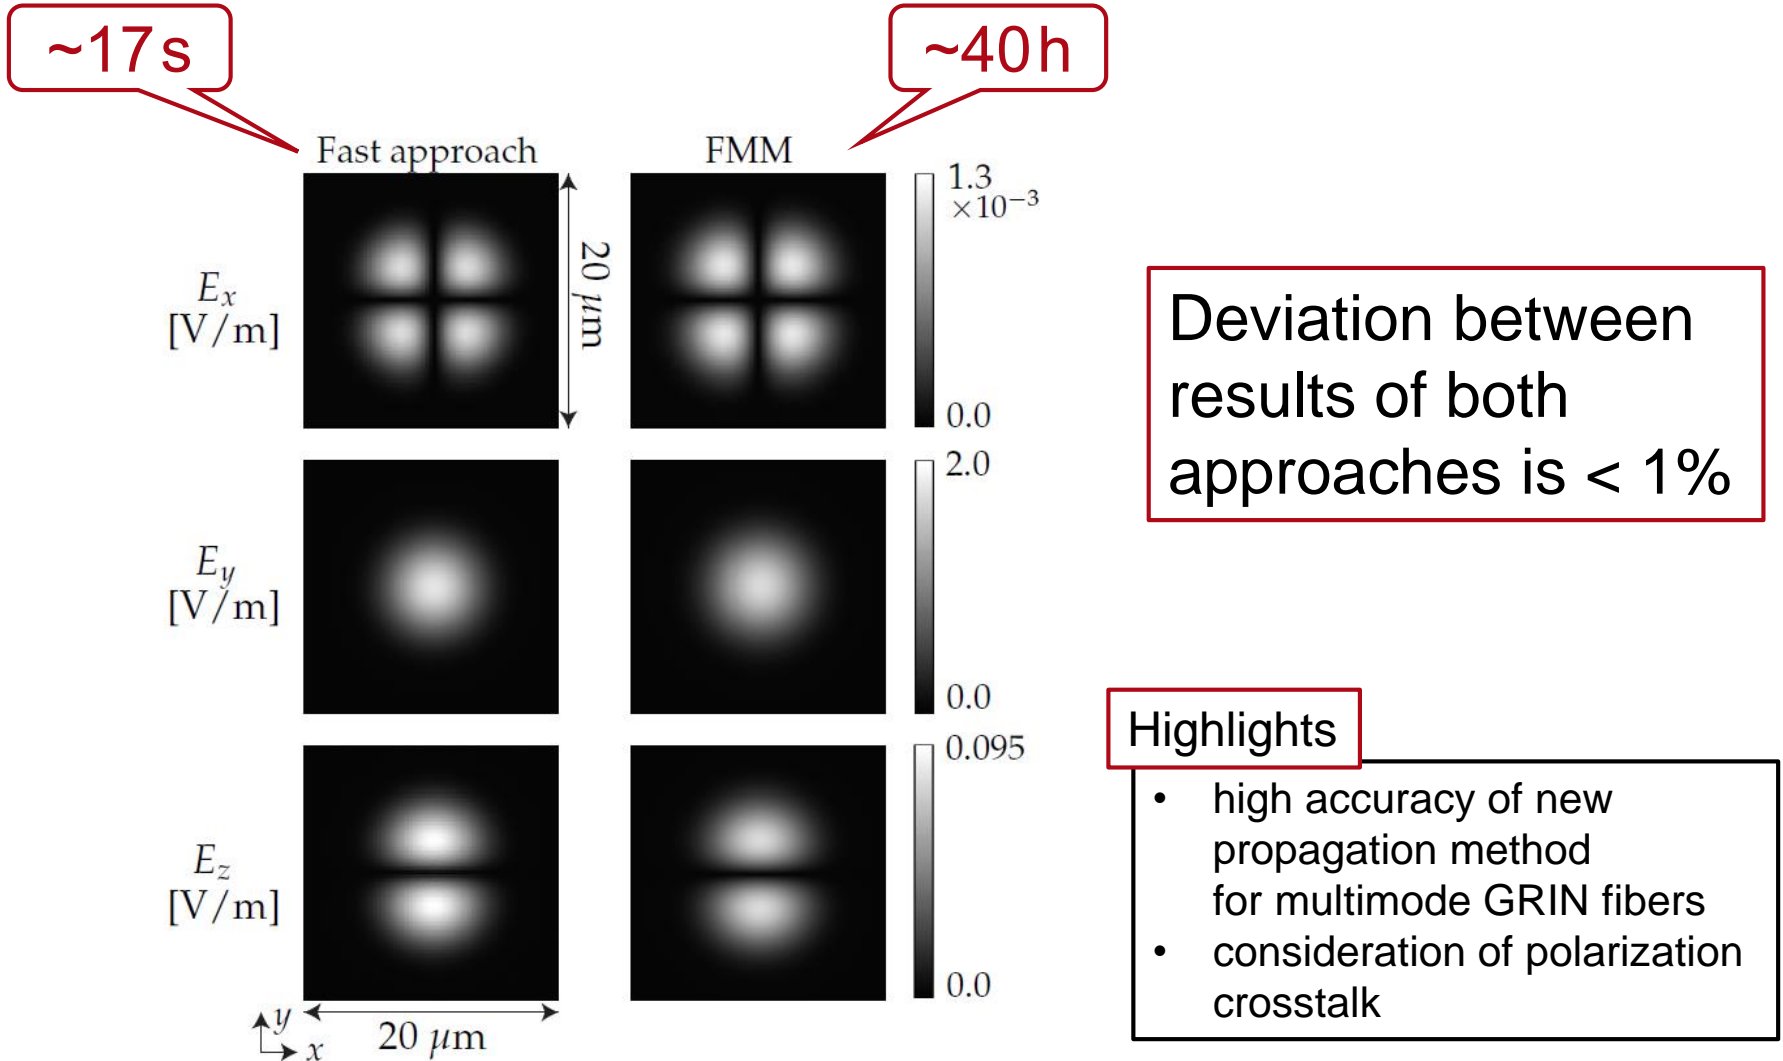 ~17s
~40h
Fast approach
FMM
1.3
×10⁻³
20 μm
Eₓ
[V/m]
0.0
Deviation between
results of both
approaches is < 1%
2.0
E_y
[V/m]
0.0
0.095
E_z
[V/m]
0.0
y
x
20 μm
Highlights
• high accuracy of new
propagation method
for multimode GRIN fibers
• consideration of polarization
crosstalk